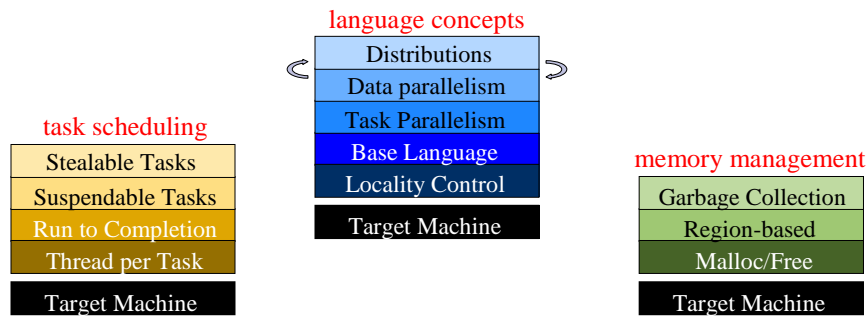 language concepts
Distributions
Data parallelism
Task Parallelism
Base Language
Locality Control
Target Machine
task scheduling
Stealable Tasks
Suspendable Tasks
Run to Completion
Thread per Task
Target Machine
memory management
Garbage Collection
Region-based
Malloc/Free
Target Machine